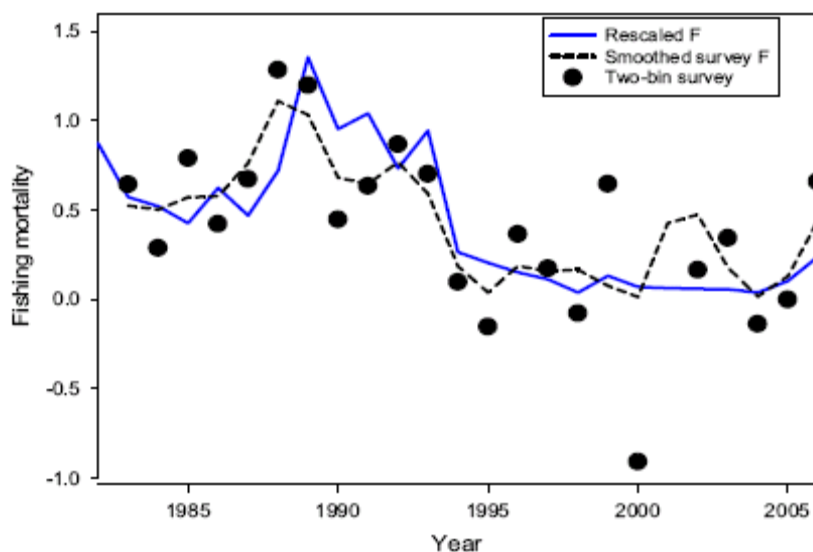 Rescaled F
Smoothed survey F
Two-bin survey
1.5
1.0
0.5
0.0
-0.5
-1.0
Fishing mortality
1985 1990 1995 2000 2005
Year